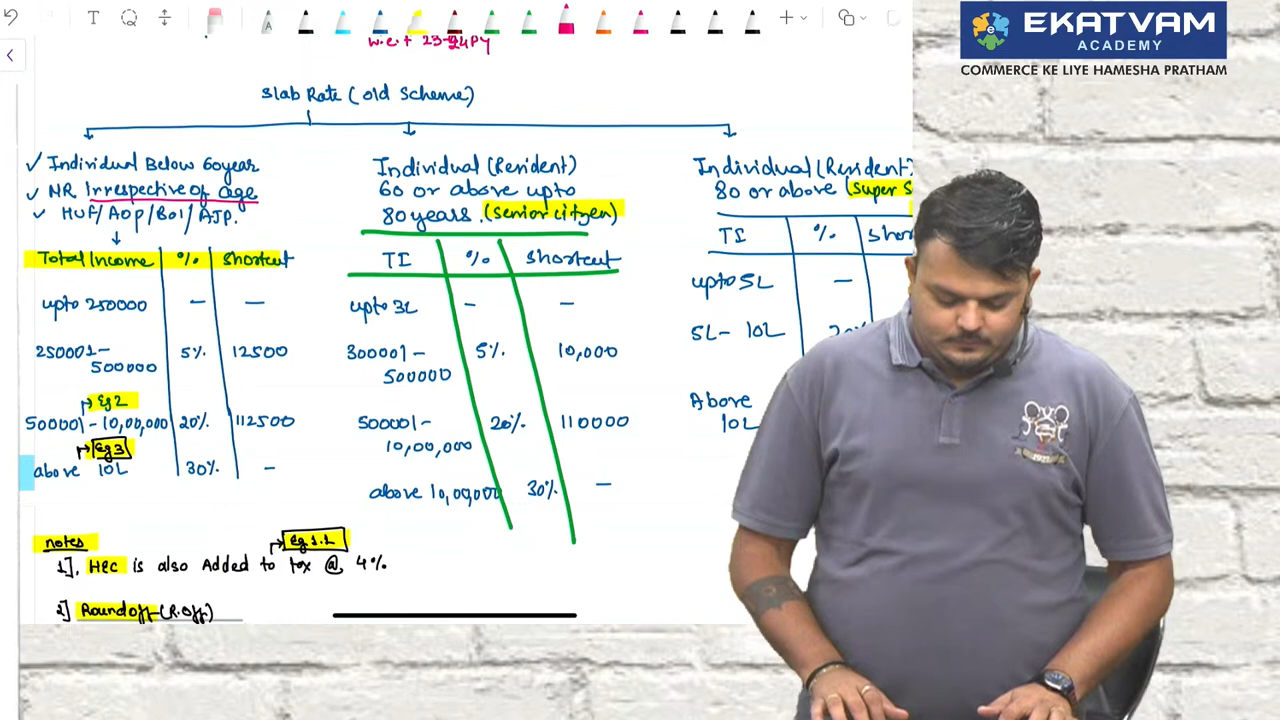 EKATVAM
ACADEMY
COMMERCE KE LIYE HAMESHA PRATHAM
w.e.f 23-24PY
Slab Rate (old Scheme)
✓ Individual Below 60year
✓ NR Irrespective of age
✓ HUF/AOP/BOI/AJP.
Total Income % Shortcut
upto 250000 — —
250001-500000 5% 12500
Eg 2
500001-10,00,000 20% 112500
Eg 3
above 10L 30% -
Individual (Resident)
60 or above upto
80 years. (senior citizen)
TI % Shortcut
upto 3L - -
300001-500000 5% 10,000
500001-10,00,000 20% 110000
above 10,00,000 30% —
Individual (Resident)
80 or above (super S
TI % Shor
upto 5L —
5L- 10L 20%
Above 10L
notes
Eg 1.1
1]. HEC is also Added to tax @ 4%
2] Roundoff (R.off)